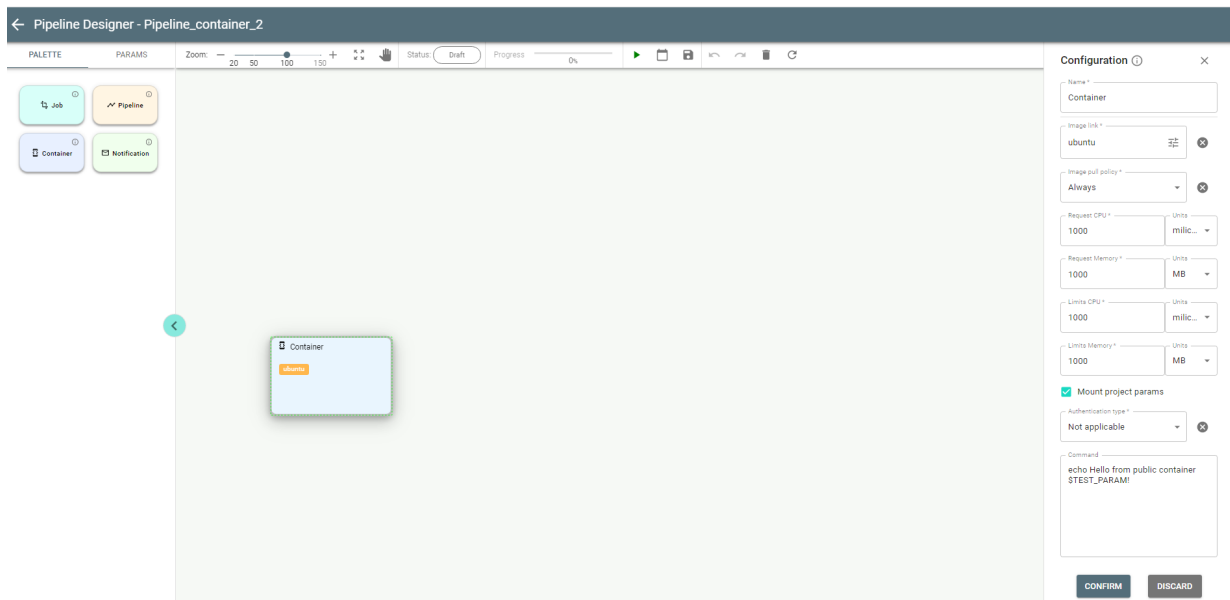 Pipeline Designer - Pipeline_container_2
PALETTE
PARAMS
Zoom:
20 50 100 150
Status: Draft
Progress
0%
Job
Pipeline
Container
Notification
Container
ubuntu
Configuration
Name *
Container
Image link *
ubuntu
Image pull policy *
Always
Request CPU *
Units
1000
milic...
Request Memory *
Units
1000
MB
Limits CPU *
Units
1000
milic...
Limits Memory *
Units
1000
MB
Mount project params
Authentication type *
Not applicable
Command
echo Hello from public container
$TEST_PARAM!
CONFIRM
DISCARD